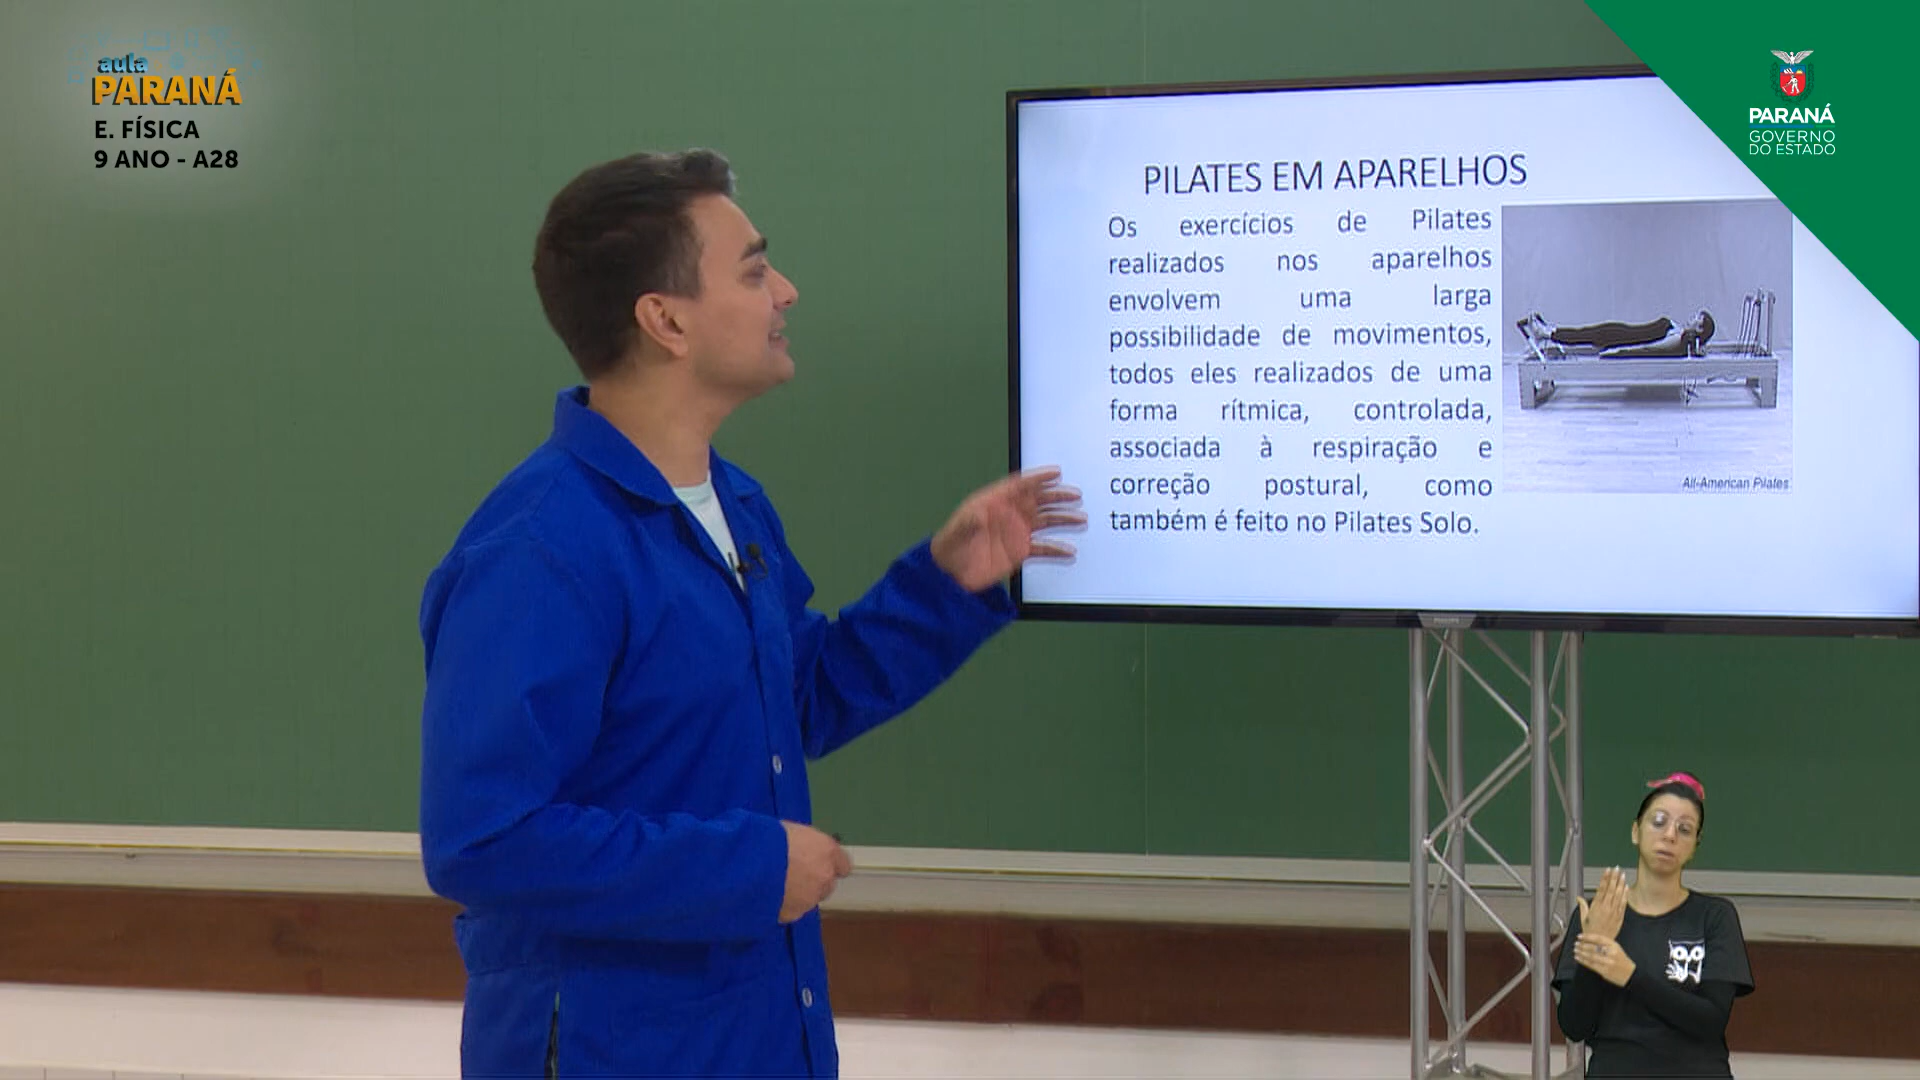 aula
PARANÁ
E. FÍSICA
9 ANO - A28
PARANÁ
GOVERNO
DO ESTADO
PILATES EM APARELHOS
Os exercícios de Pilates
realizados nos aparelhos
envolvem uma larga
possibilidade de movimentos,
todos eles realizados de uma
forma rítmica, controlada,
associada à respiração e
correção postural, como
também é feito no Pilates Solo.
All-American Pilates
PHILIPS